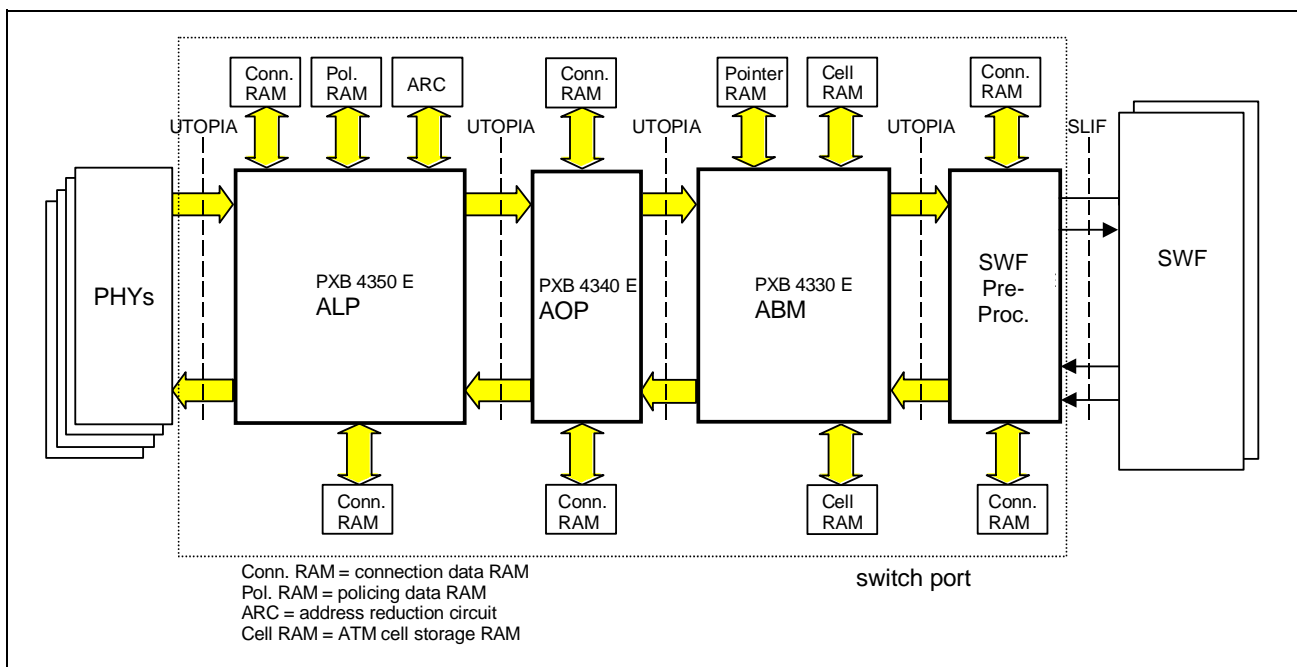 Conn.
RAM
Pol.
RAM
ARC
Conn.
RAM
Pointer
RAM
Cell
RAM
Conn.
RAM
UTOPIA
UTOPIA
UTOPIA
UTOPIA
SLIF
PHYs
PXB 4350 E
ALP
PXB 4340 E
AOP
PXB 4330 E
ABM
SWF
Pre-
Proc.
SWF
Conn.
RAM
Conn.
RAM
Cell
RAM
Conn.
RAM
Conn. RAM = connection data RAM
Pol. RAM = policing data RAM
ARC = address reduction circuit
Cell RAM = ATM cell storage RAM
switch port